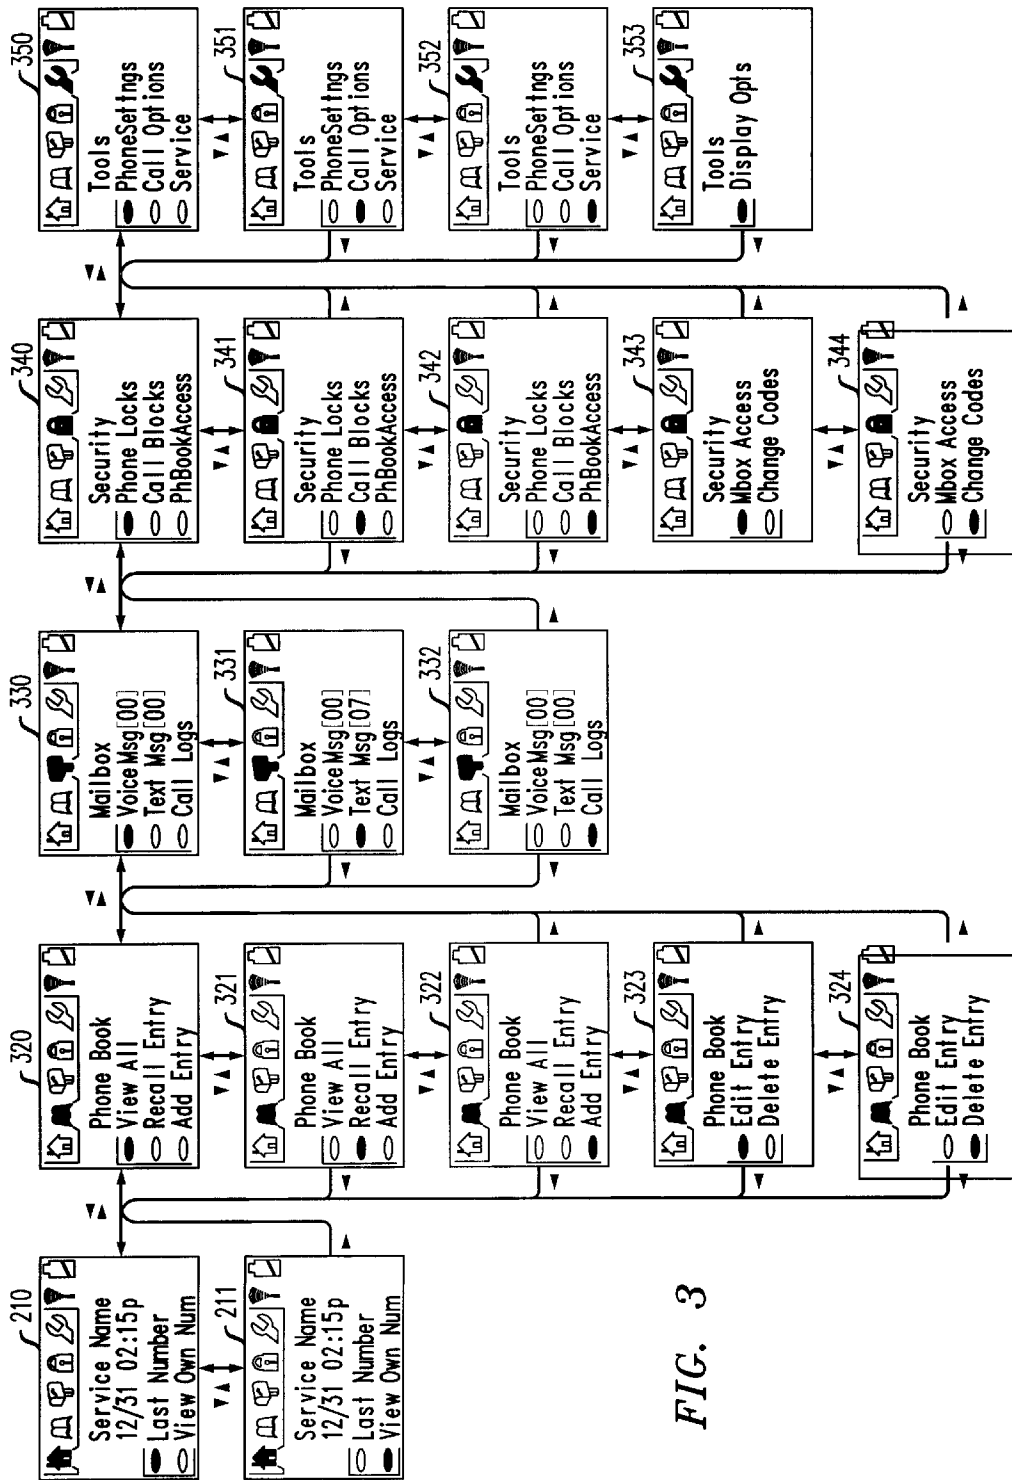 210
Service Name
12/31 02:15p
Last Number
View Own Num
211
Service Name
12/31 02:15p
Last Number
View Own Num
320
Phone Book
View All
Recall Entry
Add Entry
321
Phone Book
View All
Recall Entry
Add Entry
322
Phone Book
View All
Recall Entry
Add Entry
323
Phone Book
Edit Entry
Delete Entry
324
Phone Book
Edit Entry
Delete Entry
330
Mailbox
VoiceMsg[00]
Text Msg[00]
Call Logs
331
Mailbox
VoiceMsg[00]
Text Msg[07]
Call Logs
332
Mailbox
VoiceMsg[00]
Text Msg[00]
Call Logs
340
Security
Phone Locks
Call Blocks
PhBookAccess
341
Security
Phone Locks
Call Blocks
PhBookAccess
342
Security
Phone Locks
Call Blocks
PhBookAccess
343
Security
Mbox Access
Change Codes
344
Security
Mbox Access
Change Codes
350
Tools
PhoneSettngs
Call Options
Service
351
Tools
PhoneSettngs
Call Options
Service
352
Tools
PhoneSettngs
Call Options
Service
353
Tools
Display Opts
FIG. 3